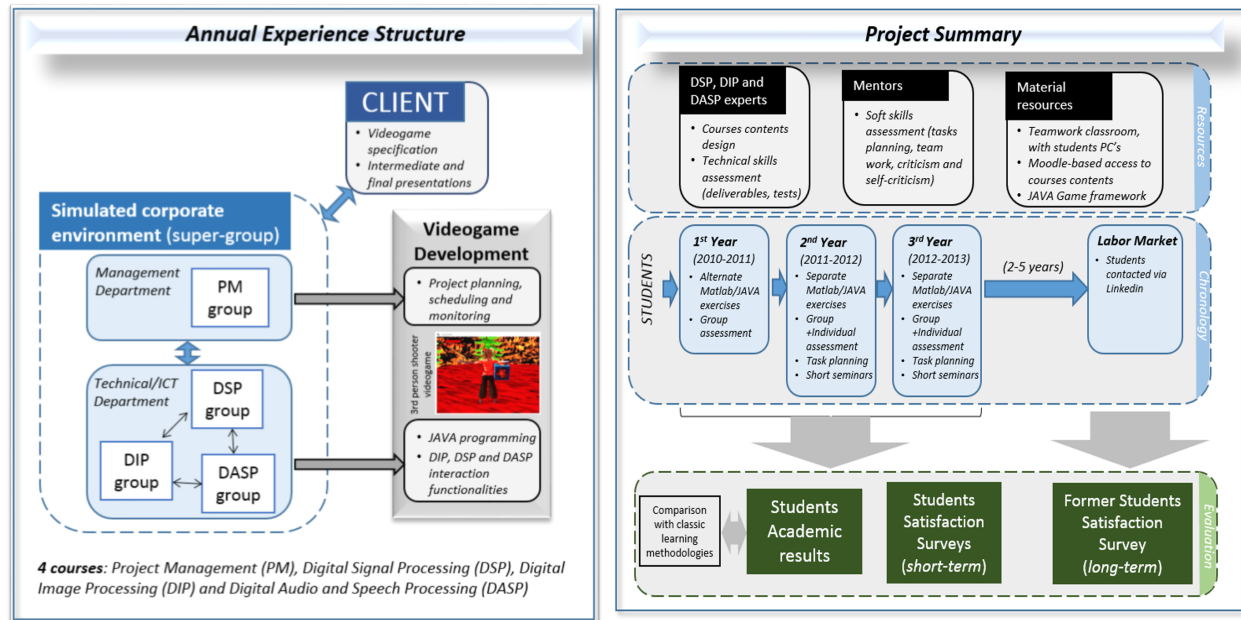 Annual Experience Structure
CLIENT
• Videogame
specification
• Intermediate and
final presentations
Simulated corporate
environment (super-group)
Management
Department
PM
group
Technical/ICT
Department
DSP
group
DIP
group
DASP
group
Videogame
Development
• Project planning,
scheduling and
monitoring
3rd person shooter
videogame
• JAVA programming
• DIP, DSP and DASP
interaction
functionalities
4 courses: Project Management (PM), Digital Signal Processing (DSP), Digital
Image Processing (DIP) and Digital Audio and Speech Processing (DASP)
Project Summary
DSP, DIP and
DASP experts
• Courses contents
design
• Technical skills
assessment
(deliverables, tests)
Mentors
• Soft skills
assessment (tasks
planning, team
work, criticism and
self-criticism)
Material
resources
• Teamwork classroom,
with students PC's
• Moodle-based access to
courses contents
• JAVA Game framework
Resources
STUDENTS
1st Year
(2010-2011)
• Alternate
Matlab/JAVA
exercises
• Group
assessment
2nd Year
(2011-2012)
• Separate
Matlab/JAVA
exercises
• Group
+Individual
assessment
• Task planning
• Short seminars
3rd Year
(2012-2013)
• Separate
Matlab/JAVA
exercises
• Group
+Individual
assessment
• Task planning
• Short seminars
(2-5 years)
Labor Market
• Students
contacted via
Linkedin
Chronology
Comparison
with classic
learning
methodologies
Students
Academic
results
Students
Satisfaction
Surveys
(short-term)
Former Students
Satisfaction
Survey
(long-term)
Evaluation